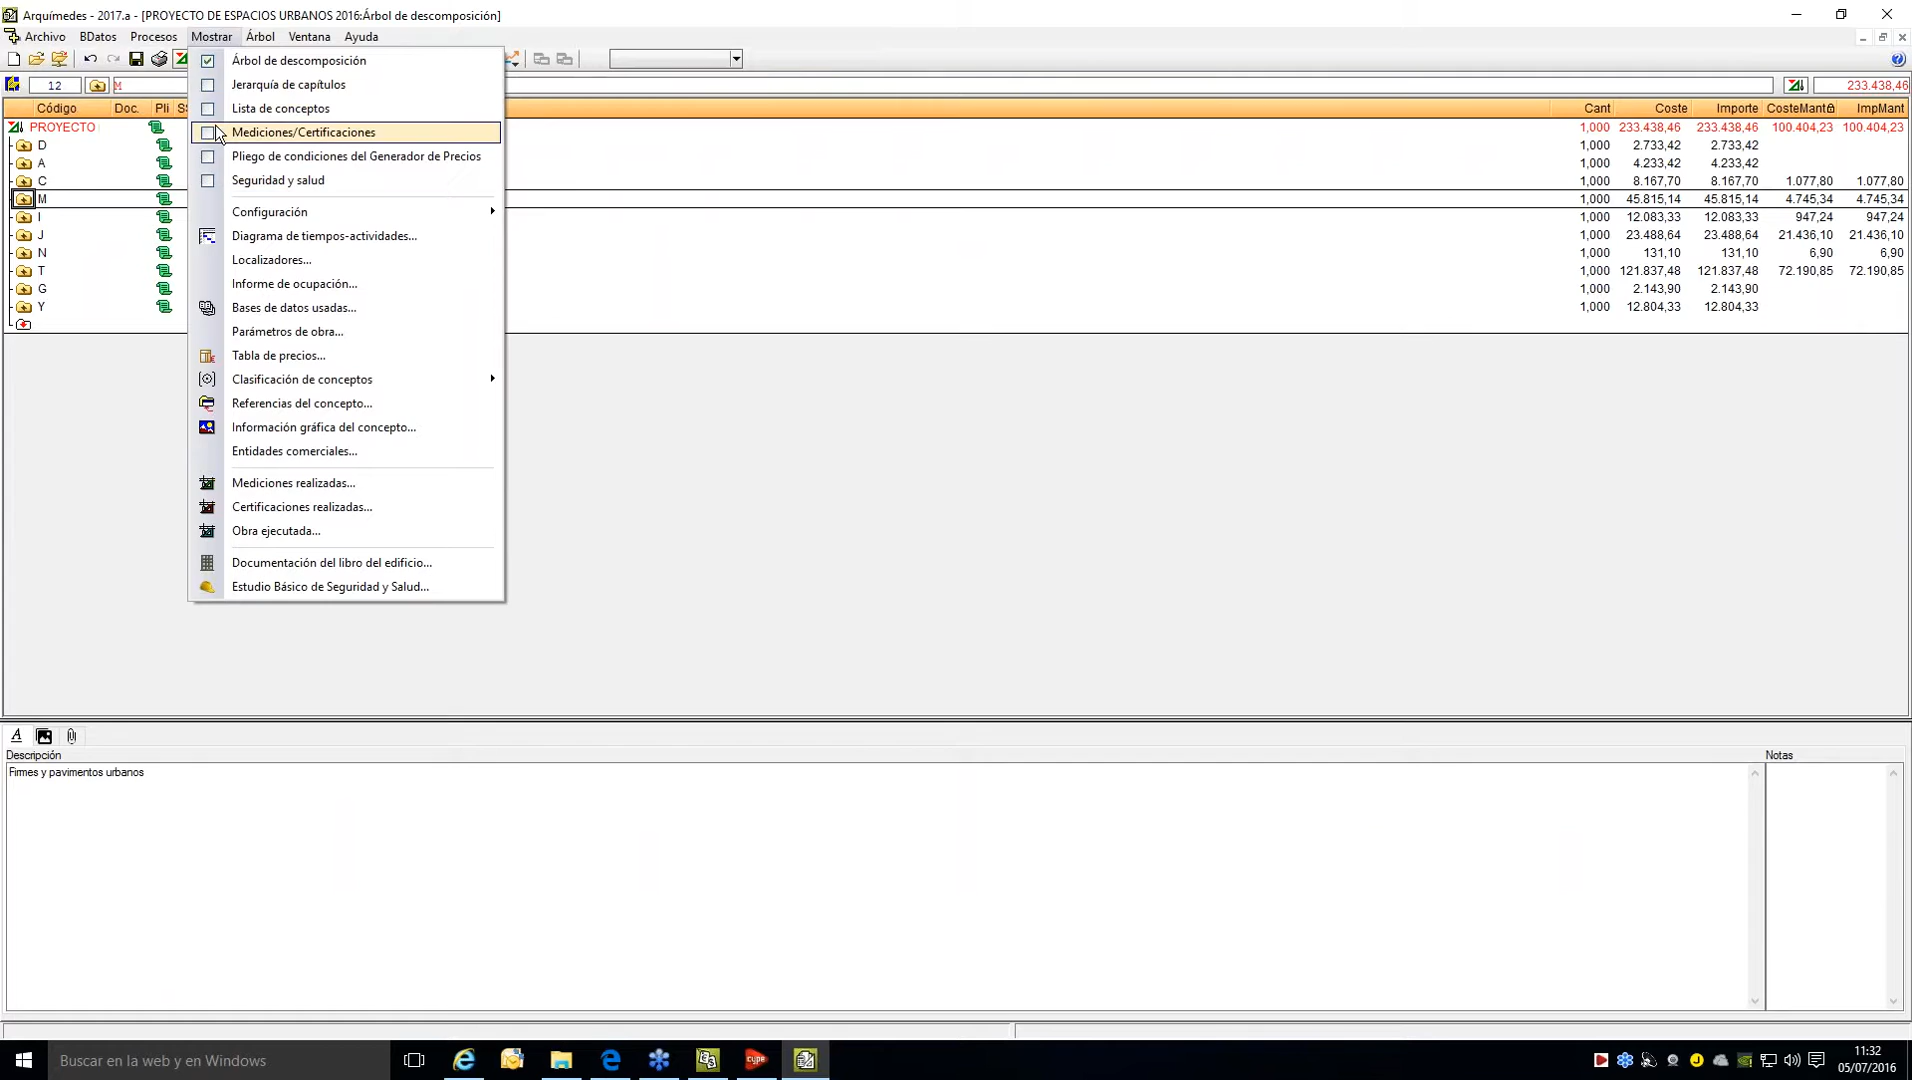 Arquímedes - 2017.a - [PROYECTO DE ESPACIOS URBANOS 2016:Árbol de descomposición]
Archivo BDatos Procesos Mostrar Árbol Ventana Ayuda
12 M 233.438,46
Código Doc. Pli Cant Coste Importe CosteMant ImpMant
PROYECTO 1,000 233.438,46 233.438,46 100.404,23 100.404,23
D 1,000 2.733,42 2.733,42
A 1,000 4.233,42 4.233,42
C 1,000 8.167,70 8.167,70 1.077,80 1.077,80
M 1,000 45.815,14 45.815,14 4.745,34 4.745,34
I 1,000 12.083,33 12.083,33 947,24 947,24
J 1,000 23.488,64 23.488,64 21.436,10 21.436,10
N 1,000 131,10 131,10 6,90 6,90
T 1,000 121.837,48 121.837,48 72.190,85 72.190,85
G 1,000 2.143,90 2.143,90
Y 1,000 12.804,33 12.804,33
Árbol de descomposición
Jerarquía de capítulos
Lista de conceptos
Mediciones/Certificaciones
Pliego de condiciones del Generador de Precios
Seguridad y salud
Configuración
Diagrama de tiempos-actividades...
Localizadores...
Informe de ocupación...
Bases de datos usadas...
Parámetros de obra...
Tabla de precios...
Clasificación de conceptos
Referencias del concepto...
Información gráfica del concepto...
Entidades comerciales...
Mediciones realizadas...
Certificaciones realizadas...
Obra ejecutada...
Documentación del libro del edificio...
Estudio Básico de Seguridad y Salud...
A
Descripción Notas
Firmes y pavimentos urbanos
Buscar en la web y en Windows
cype
11:32
05/07/2016